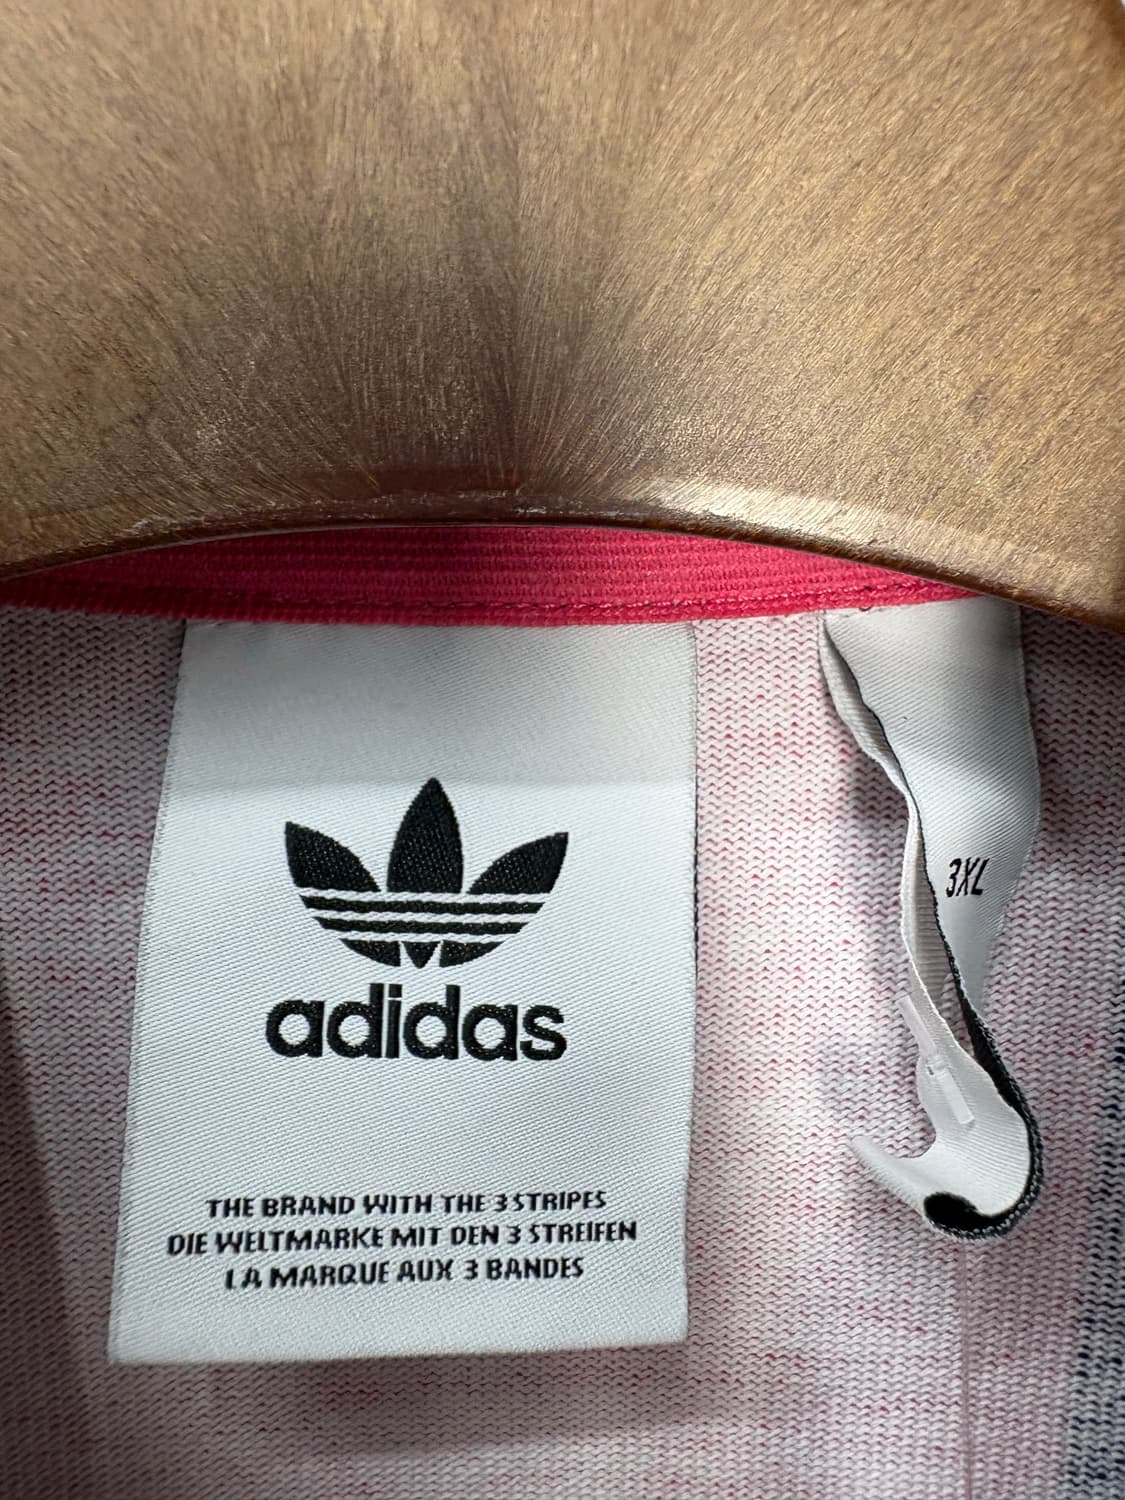 adidas
THE BRAND WITH THE 3 STRIPES
DIE WELTMARKE MIT DEN 3 STREIFEN
LA MARQUE AUX 3 BANDES
3XL